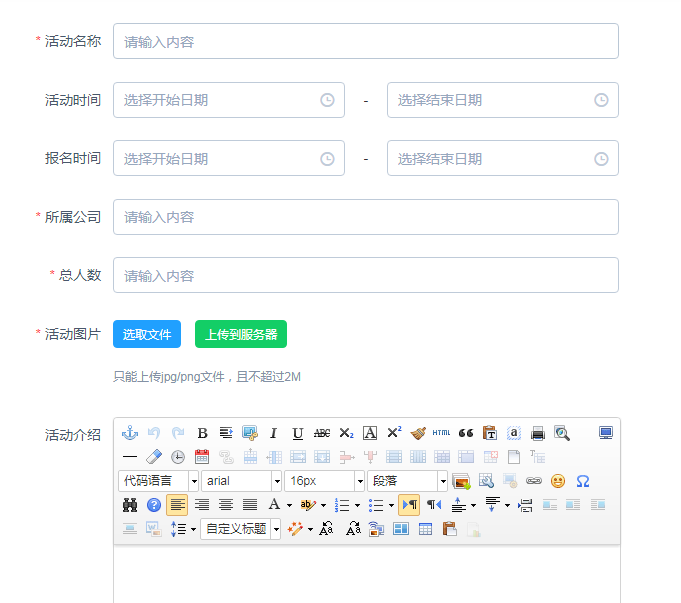 * 活动名称 请输入内容
活动时间 选择开始日期 - 选择结束日期
报名时间 选择开始日期 - 选择结束日期
* 所属公司 请输入内容
* 总人数 请输入内容
* 活动图片 选取文件 上传到服务器
只能上传jpg/png文件，且不超过2M
活动介绍
B I U ABC X₂ A X² HTML
代码语言 arial 16px 段落
自定义标题